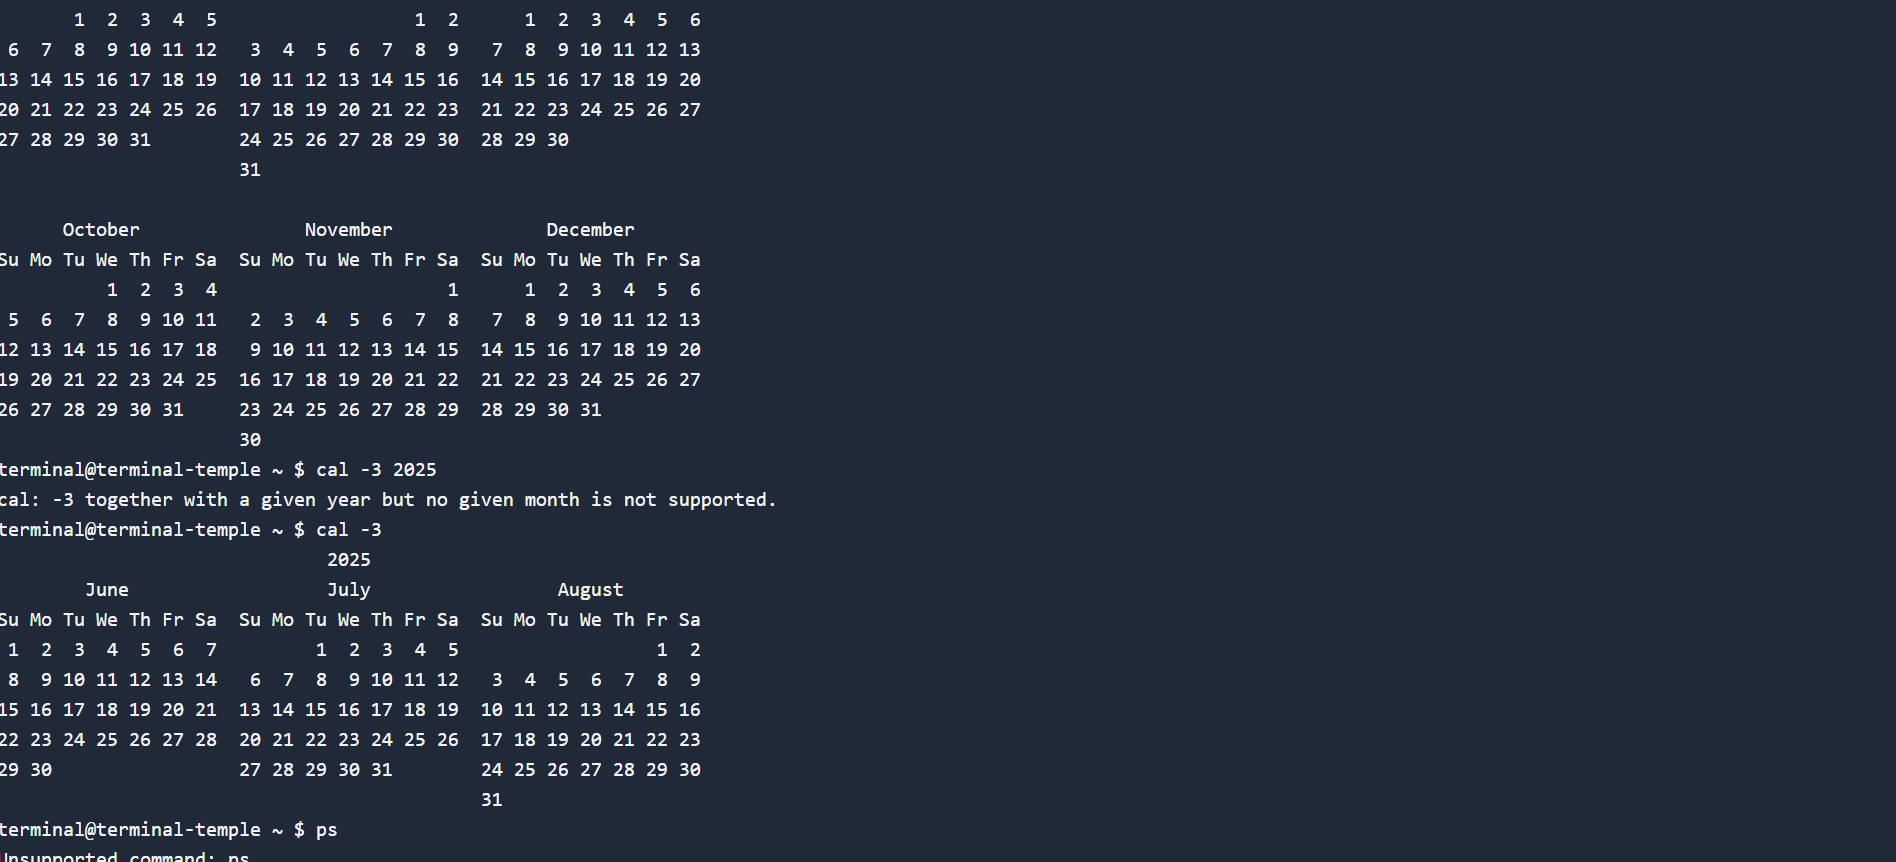 1  2  3  4  5                  1  2      1  2  3  4  5  6
 6  7  8  9 10 11 12   3  4  5  6  7  8  9   7  8  9 10 11 12 13
13 14 15 16 17 18 19  10 11 12 13 14 15 16  14 15 16 17 18 19 20
20 21 22 23 24 25 26  17 18 19 20 21 22 23  21 22 23 24 25 26 27
27 28 29 30 31        24 25 26 27 28 29 30  28 29 30
                      31
      October               November              December
Su Mo Tu We Th Fr Sa  Su Mo Tu We Th Fr Sa  Su Mo Tu We Th Fr Sa
          1  2  3  4                     1      1  2  3  4  5  6
 5  6  7  8  9 10 11   2  3  4  5  6  7  8   7  8  9 10 11 12 13
12 13 14 15 16 17 18   9 10 11 12 13 14 15  14 15 16 17 18 19 20
19 20 21 22 23 24 25  16 17 18 19 20 21 22  21 22 23 24 25 26 27
26 27 28 29 30 31     23 24 25 26 27 28 29  28 29 30 31
                      30
terminal@terminal-temple ~ $ cal -3 2025
cal: -3 together with a given year but no given month is not supported.
terminal@terminal-temple ~ $ cal -3
                              2025
        June                  July                 August
Su Mo Tu We Th Fr Sa  Su Mo Tu We Th Fr Sa  Su Mo Tu We Th Fr Sa
 1  2  3  4  5  6  7         1  2  3  4  5                  1  2
 8  9 10 11 12 13 14   6  7  8  9 10 11 12   3  4  5  6  7  8  9
15 16 17 18 19 20 21  13 14 15 16 17 18 19  10 11 12 13 14 15 16
22 23 24 25 26 27 28  20 21 22 23 24 25 26  17 18 19 20 21 22 23
29 30                 27 28 29 30 31        24 25 26 27 28 29 30
                                            31
terminal@terminal-temple ~ $ ps
Unsupported command: ps